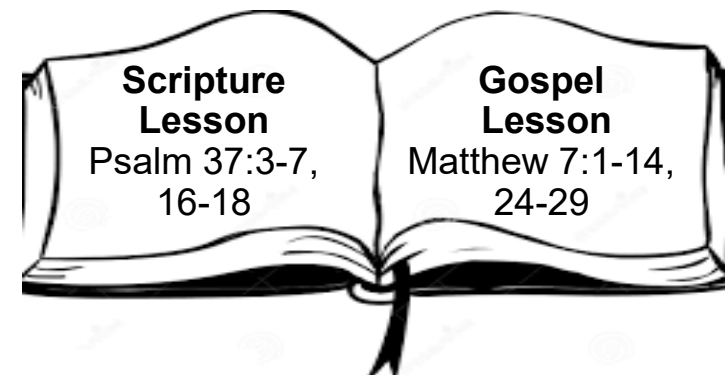 Scripture
Lesson
Psalm 37:3-7,
16-18
Gospel
Lesson
Matthew 7:1-14,
24-29